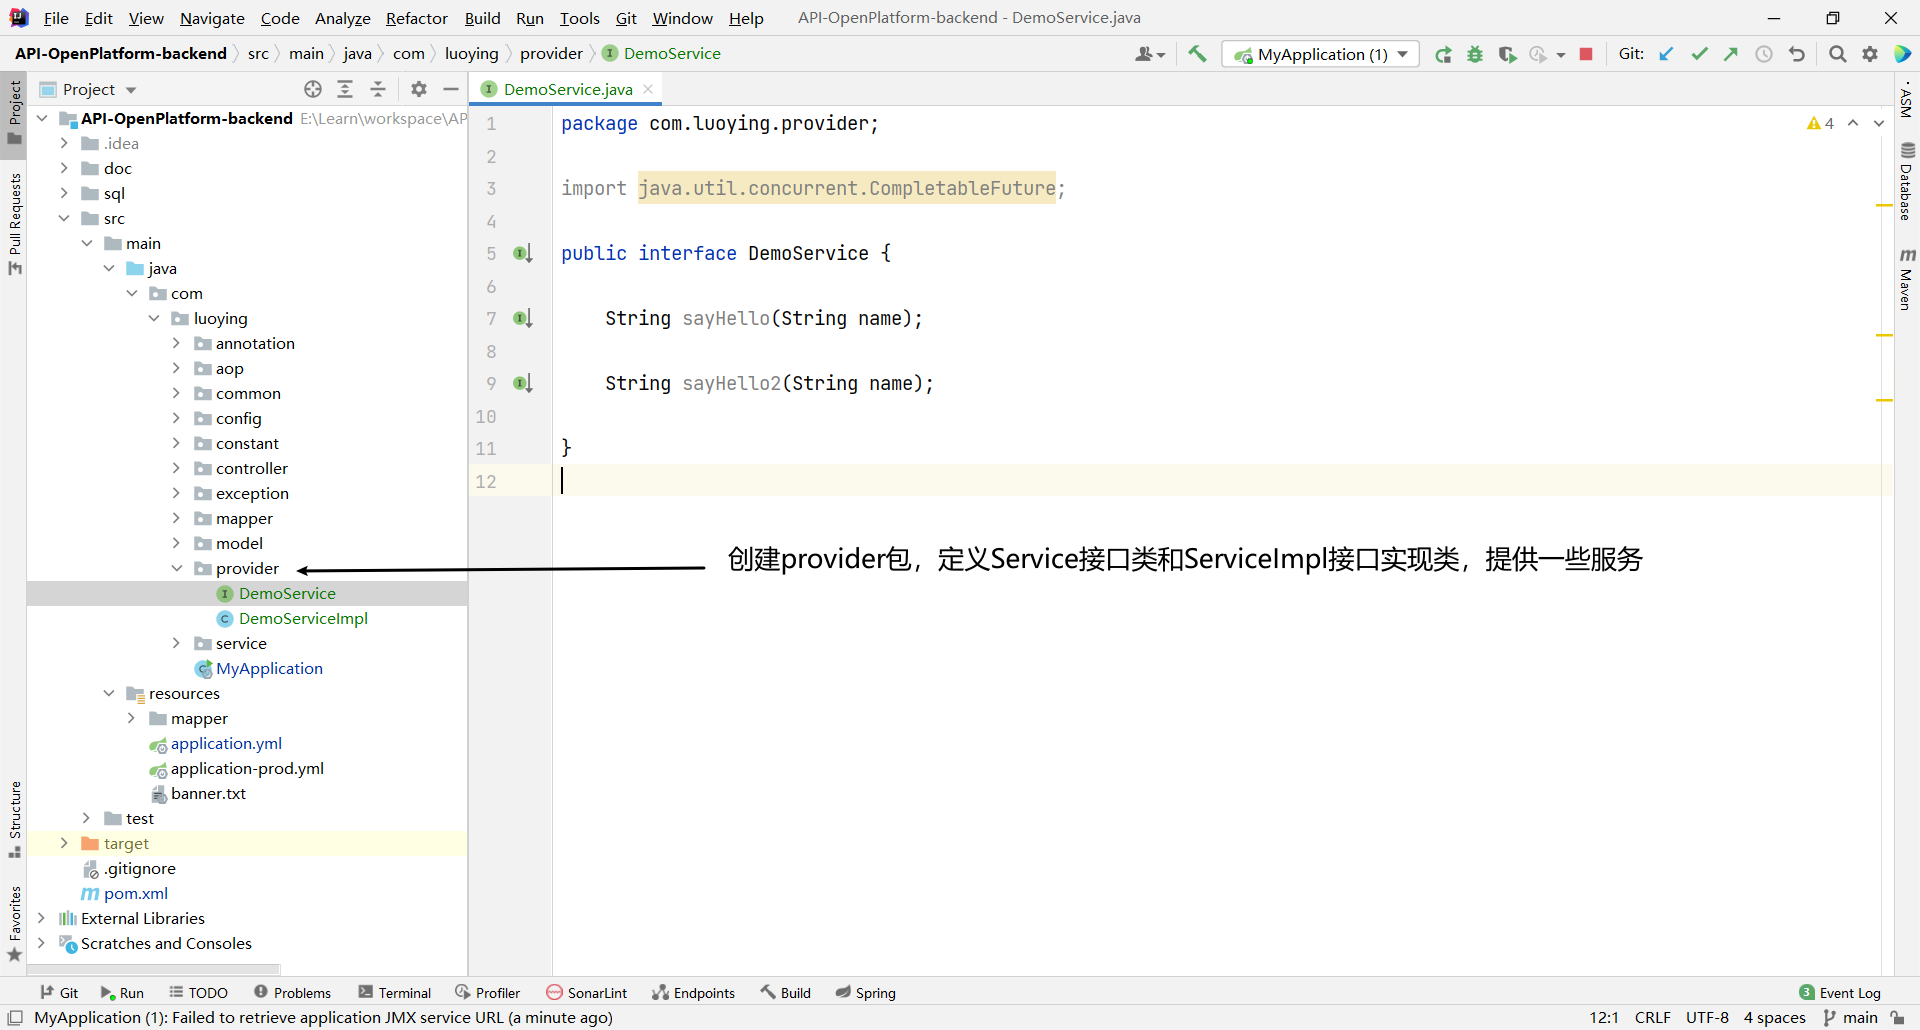 File Edit View Navigate Code Analyze Refactor Build Run Tools Git Window Help API-OpenPlatform-backend - DemoService.java
API-OpenPlatform-backend src main java com luoying provider I DemoService MyApplication (1) Git:
Project
DemoService.java
API-OpenPlatform-backend E:\Learn\workspace\AP
.idea
doc
sql
src
main
java
com
luoying
annotation
aop
common
config
constant
controller
exception
mapper
model
provider
DemoService
DemoServiceImpl
service
MyApplication
resources
mapper
application.yml
application-prod.yml
banner.txt
test
target
.gitignore
pom.xml
External Libraries
Scratches and Consoles
Project
Pull Requests
Structure
Favorites
1 package com.luoying.provider;
2
3 import java.util.concurrent.CompletableFuture;
4
5 public interface DemoService {
6
7 String sayHello(String name);
8
9 String sayHello2(String name);
10
11 }
12
4
创建provider包，定义Service接口类和ServiceImpl接口实现类，提供一些服务
ASM
Database
Maven
Git Run TODO Problems Terminal Profiler SonarLint Endpoints Build Spring 3 Event Log
MyApplication (1): Failed to retrieve application JMX service URL (a minute ago) 12:1 CRLF UTF-8 4 spaces main